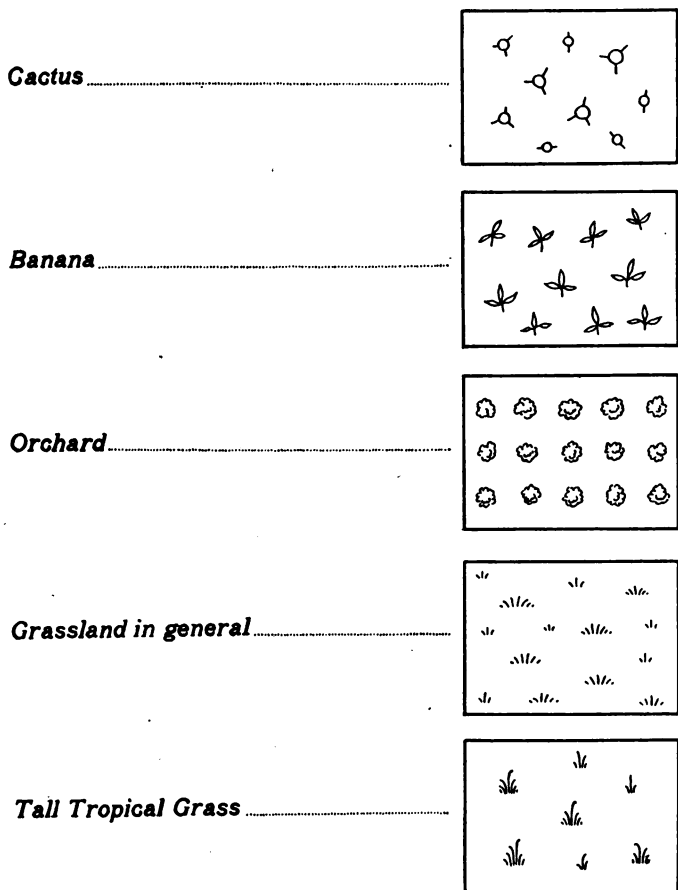 Cactus
Banana
Orchard
Grassland in general
Tall Tropical Grass